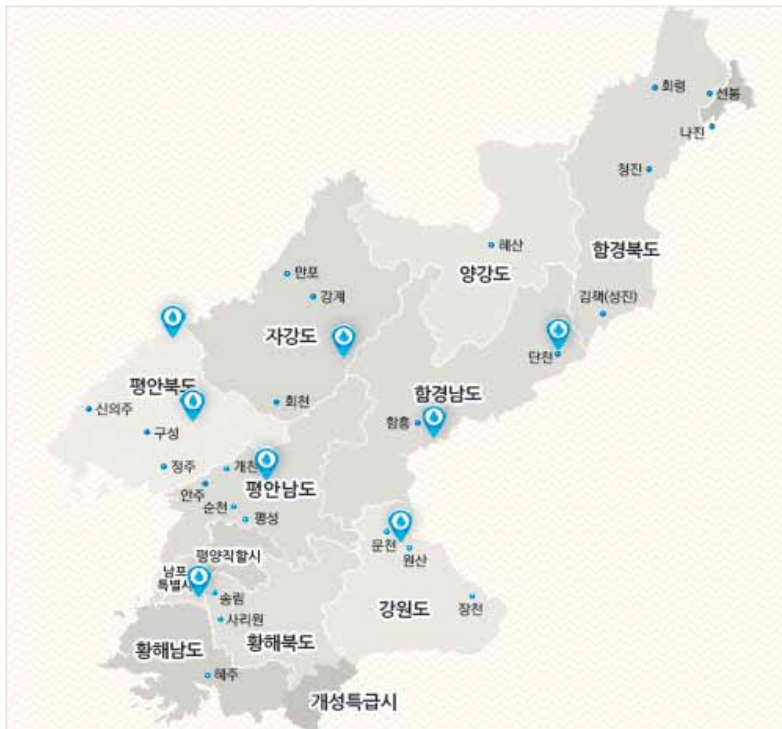 회령
선봉
나진
청진
함경북도
혜산
양강도
만포
김책(성진)
강계
자강도
단천
평안북도
함경남도
회천
신의주
함흥
구성
정주
개천
평안남도
안주
순천
평성
문천
원산
평양직할시
남포
특별시
송림
장천
강원도
사리원
황해북도
황해남도
혜주
개성특급시